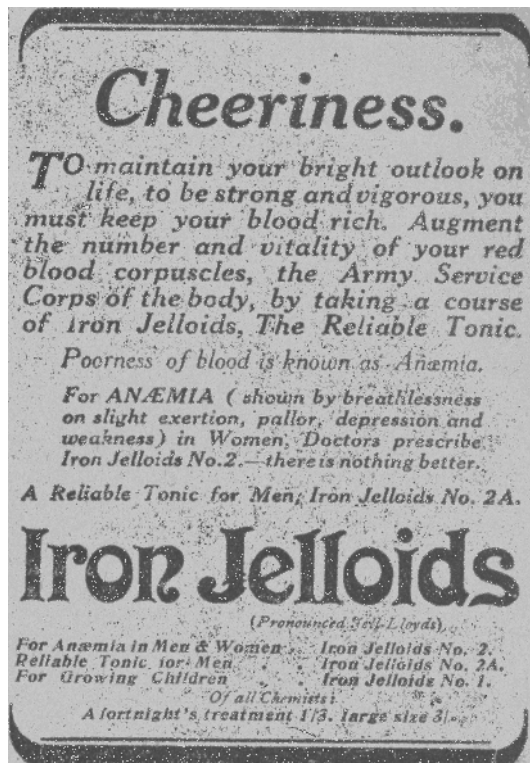 Cheeriness.
TO maintain your bright outlook on
life, to be strong and vigorous, you
must keep your blood rich. Augment
the number and vitality of your red
blood corpuscles, the Army Service
Corps of the body, by taking a course
of Iron Jelloids, The Reliable Tonic.
Poorness of blood is known as Anæmia.
For ANÆMIA (shown by breathlessness
on slight exertion, pallor, depression and
weakness) in Women, Doctors prescribe
Iron Jelloids No. 2.—there is nothing better.
A Reliable Tonic for Men, Iron Jelloids No. 2A.
Iron Jelloids
(Pronounced Jell-Lloyds).
For Anæmia in Men & Women . . Iron Jelloids No. 2.
Reliable Tonic for Men . . Iron Jelloids No. 2A.
For Growing Children . . Iron Jelloids No. 1.
Of all Chemists:
A fortnight's treatment 1/3. large size 3/-.